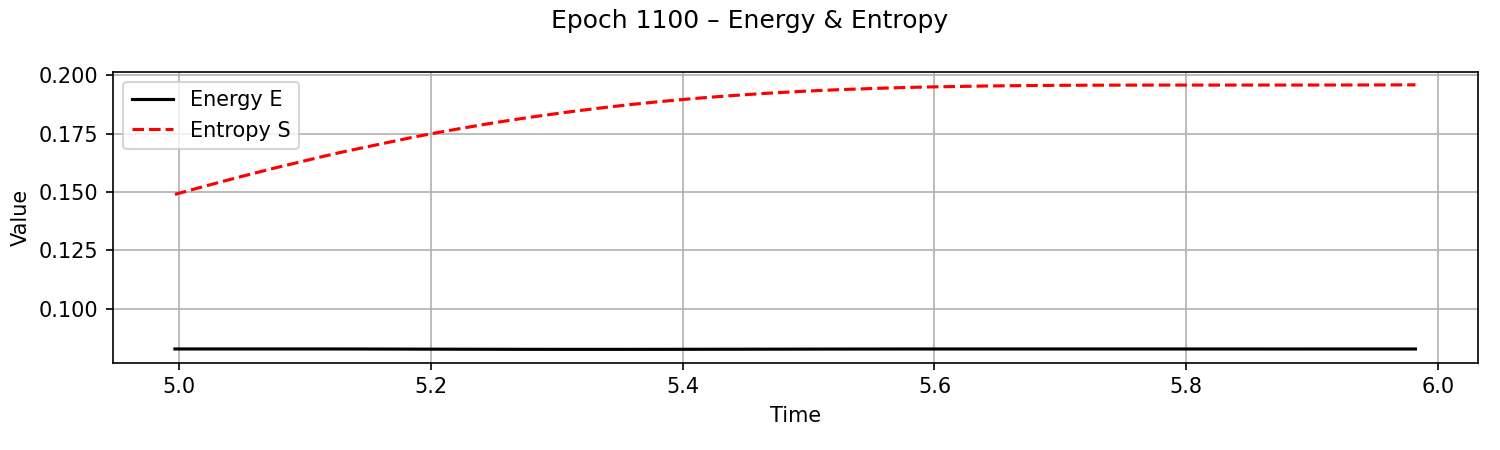 Epoch 1100 – Energy & Entropy
0.200
0.175
0.150
0.125
0.100
Value
Energy E
Entropy S
5.0 5.2 5.4 5.6 5.8 6.0
Time